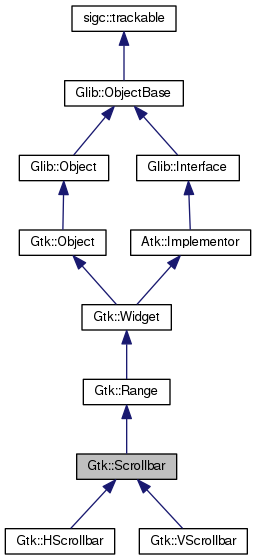 sigc::trackable
Glib::ObjectBase
Glib::Object
Glib::Interface
Gtk::Object
Atk::Implementor
Gtk::Widget
Gtk::Range
Gtk::Scrollbar
Gtk::HScrollbar
Gtk::VScrollbar